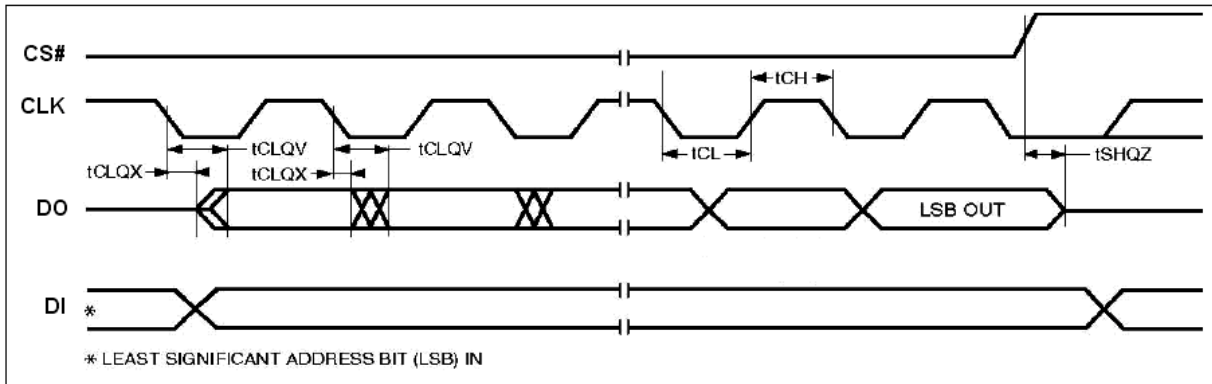 CS#
CLK
tCH
tCLQV
tCLQV
tCL
tSHQZ
tCLQX
tCLQX
DO
LSB OUT
DI
*
* LEAST SIGNIFICANT ADDRESS BIT (LSB) IN